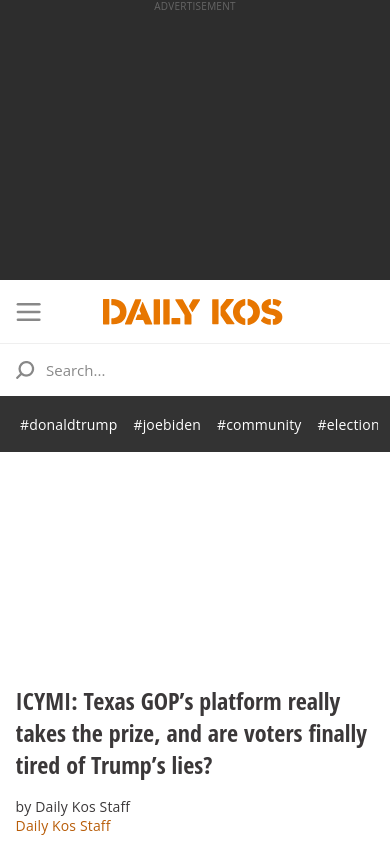 ADVERTISEMENT
DAILY KOS
Search...
#donaldtrump #joebiden #community #election
ICYMI: Texas GOP’s platform really
takes the prize, and are voters finally
tired of Trump’s lies?
by Daily Kos Staff
Daily Kos Staff